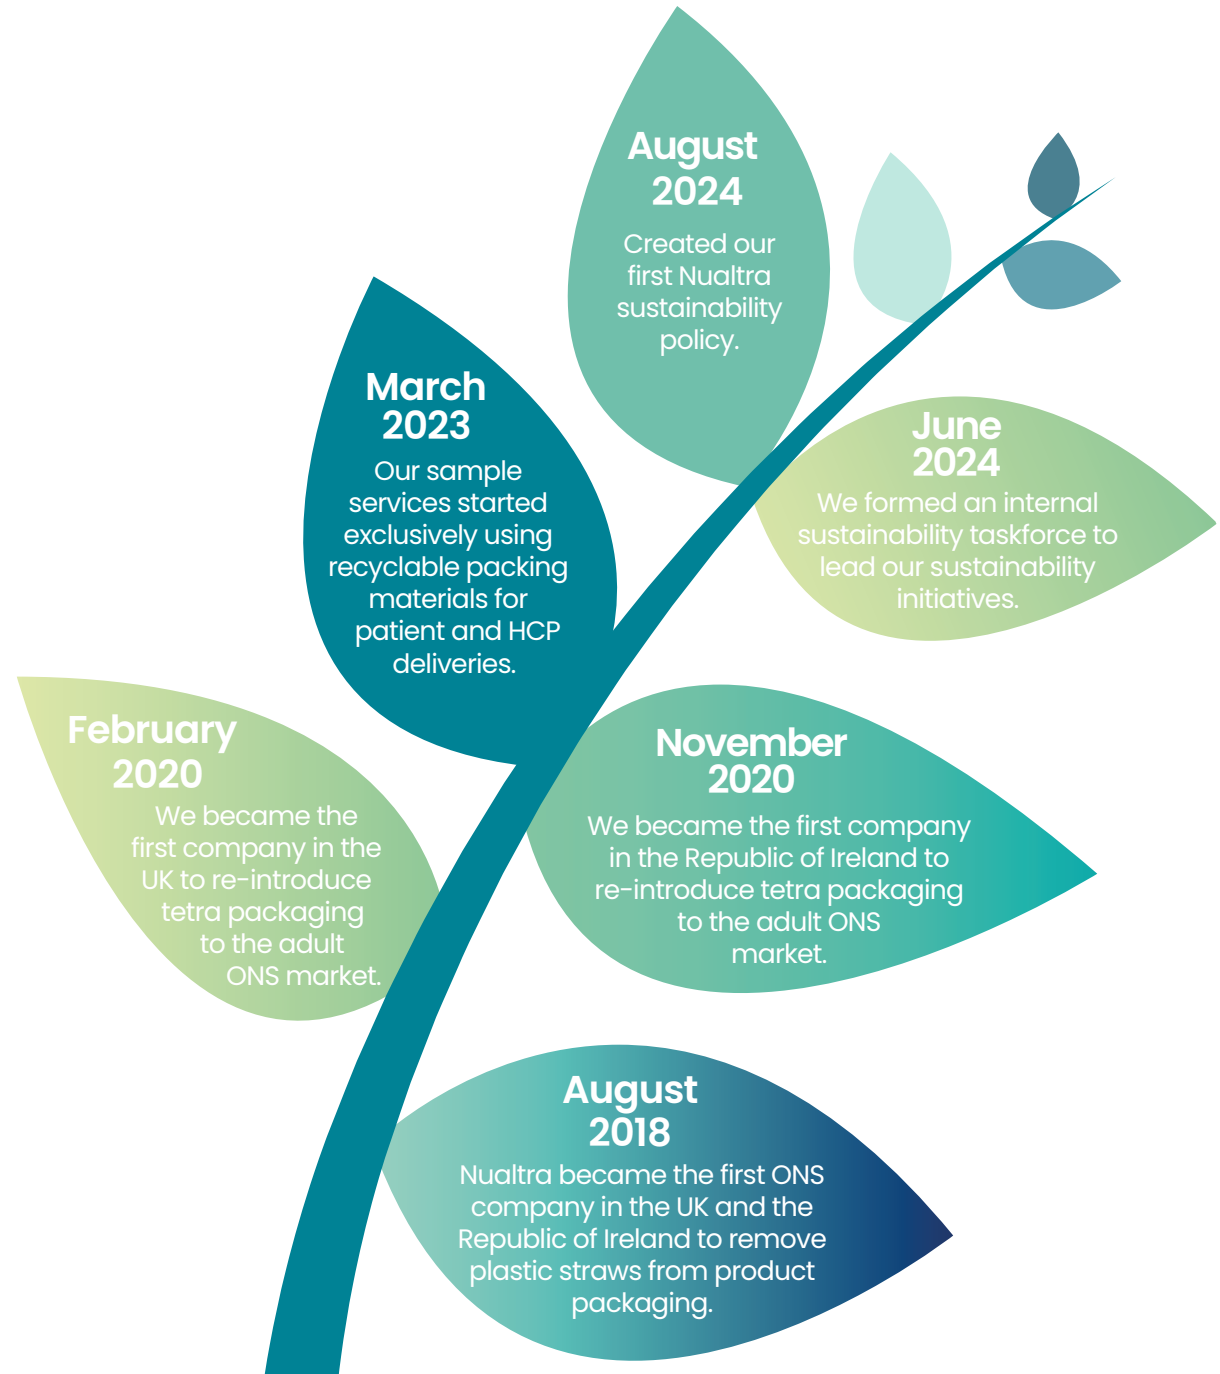 August
2024
Created our
first Nualtra
sustainability
policy.
March
2023
Our sample
services started
exclusively using
recyclable packing
materials for
patient and HCP
deliveries.
June
2024
We formed an internal
sustainability taskforce to
lead our sustainability
initiatives.
February
2020
We became the
first company in the
UK to re-introduce
tetra packaging
to the adult
ONS market.
November
2020
We became the first company
in the Republic of Ireland to
re-introduce tetra packaging
to the adult ONS
market.
August
2018
Nualtra became the first ONS
company in the UK and the
Republic of Ireland to remove
plastic straws from product
packaging.